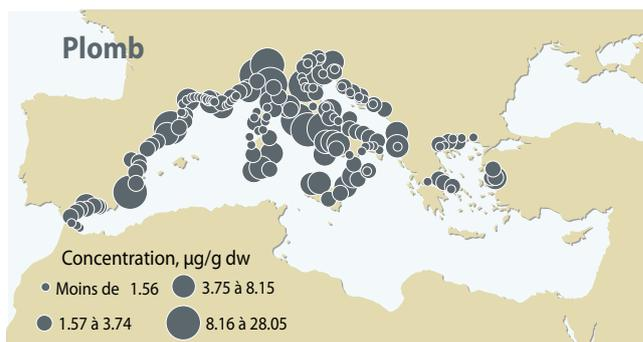 Plomb
Concentration, µg/g dw
Moins de 1.56
3.75 à 8.15
1.57 à 3.74
8.16 à 28.05